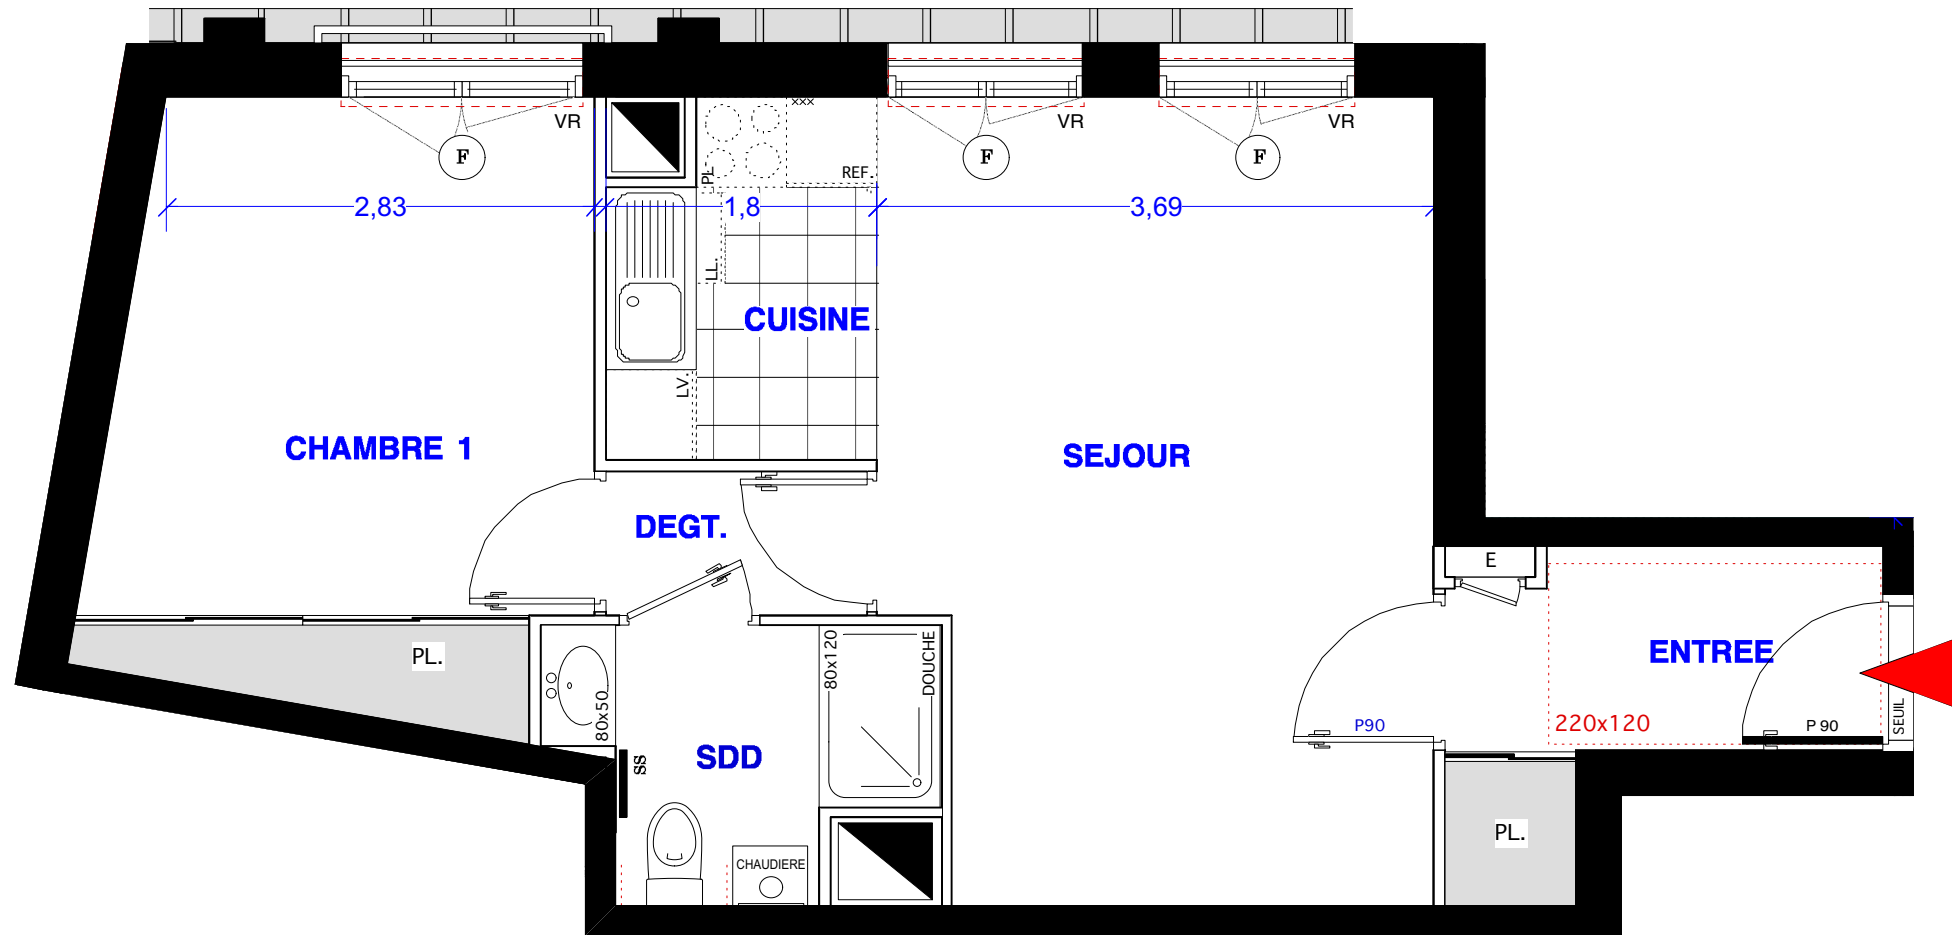 VR
VR
VR
F
F
F
xxx
PL
REF.
2,83
1,8
3,69
LL.
CUISINE
LV.
CHAMBRE 1
SEJOUR
DEGT.
E
PL.
80x50
80x120
DOUCHE
ENTREE
220x120
P90
P 90
SEUIL
SS
SDD
PL.
CHAUDIERE